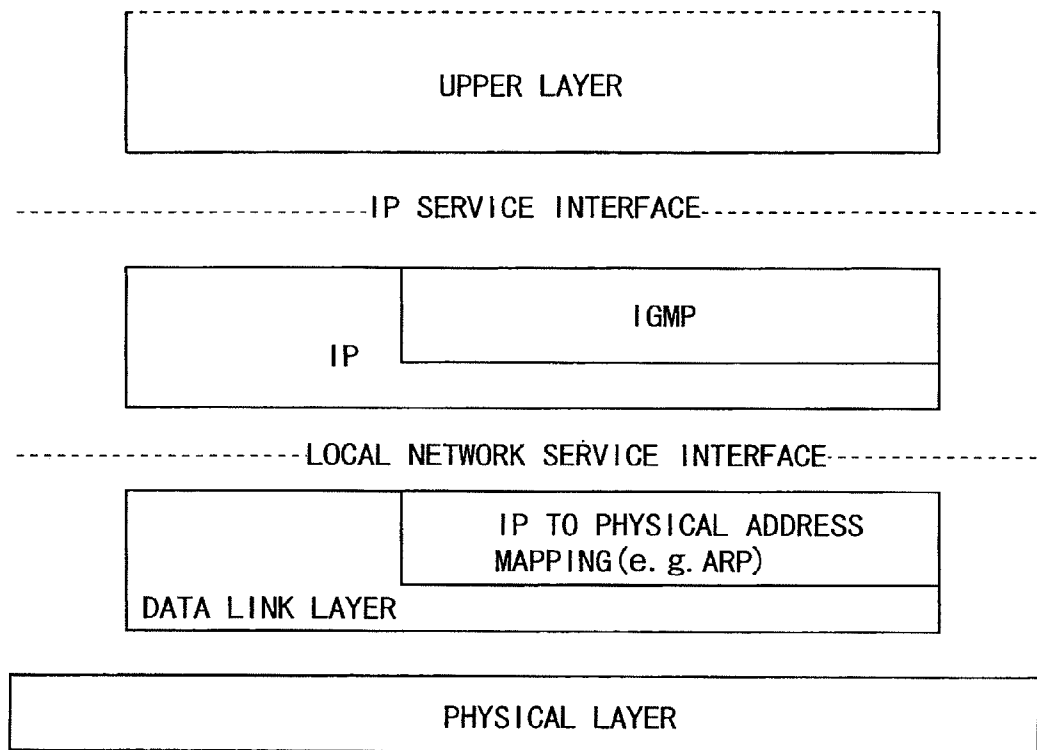 UPPER LAYER
IP SERVICE INTERFACE
IGMP
IP
LOCAL NETWORK SERVICE INTERFACE
IP TO PHYSICAL ADDRESS
MAPPING(e.g.ARP)
DATA LINK LAYER
PHYSICAL LAYER